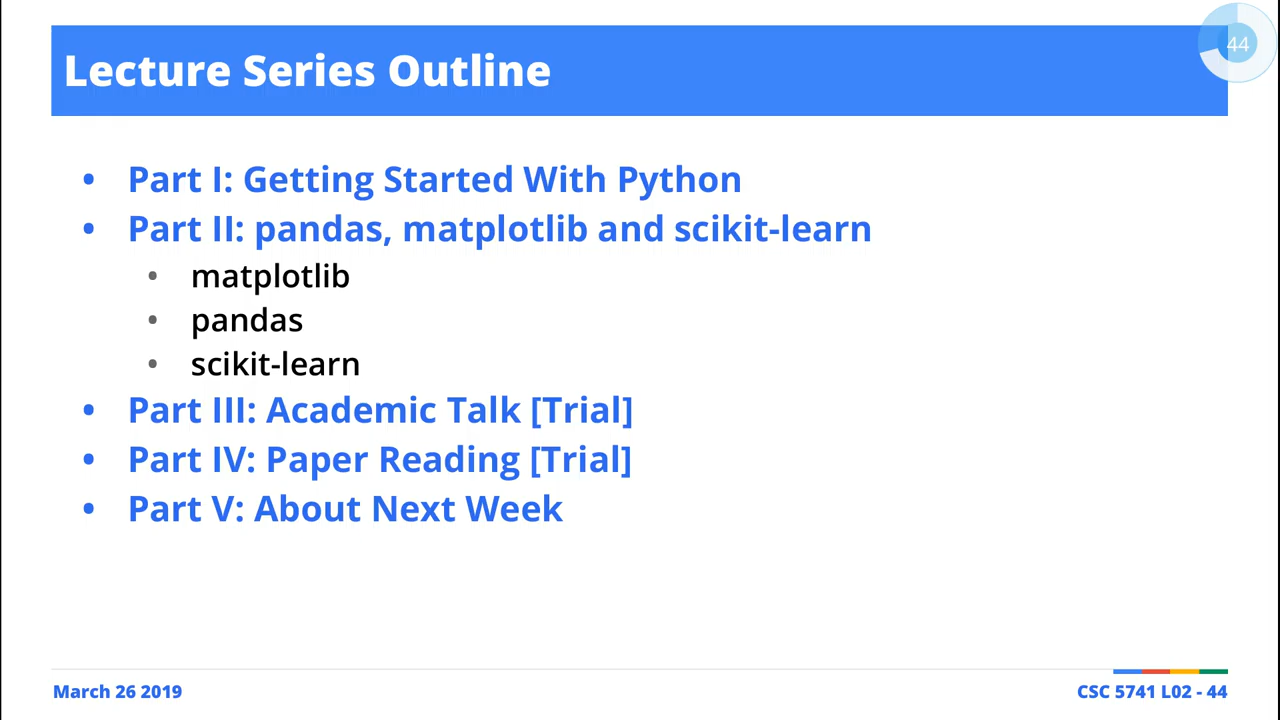 44
Lecture Series Outline
• Part I: Getting Started With Python
• Part II: pandas, matplotlib and scikit-learn
• matplotlib
• pandas
• scikit-learn
• Part III: Academic Talk [Trial]
• Part IV: Paper Reading [Trial]
• Part V: About Next Week
March 26 2019
CSC 5741 L02 - 44